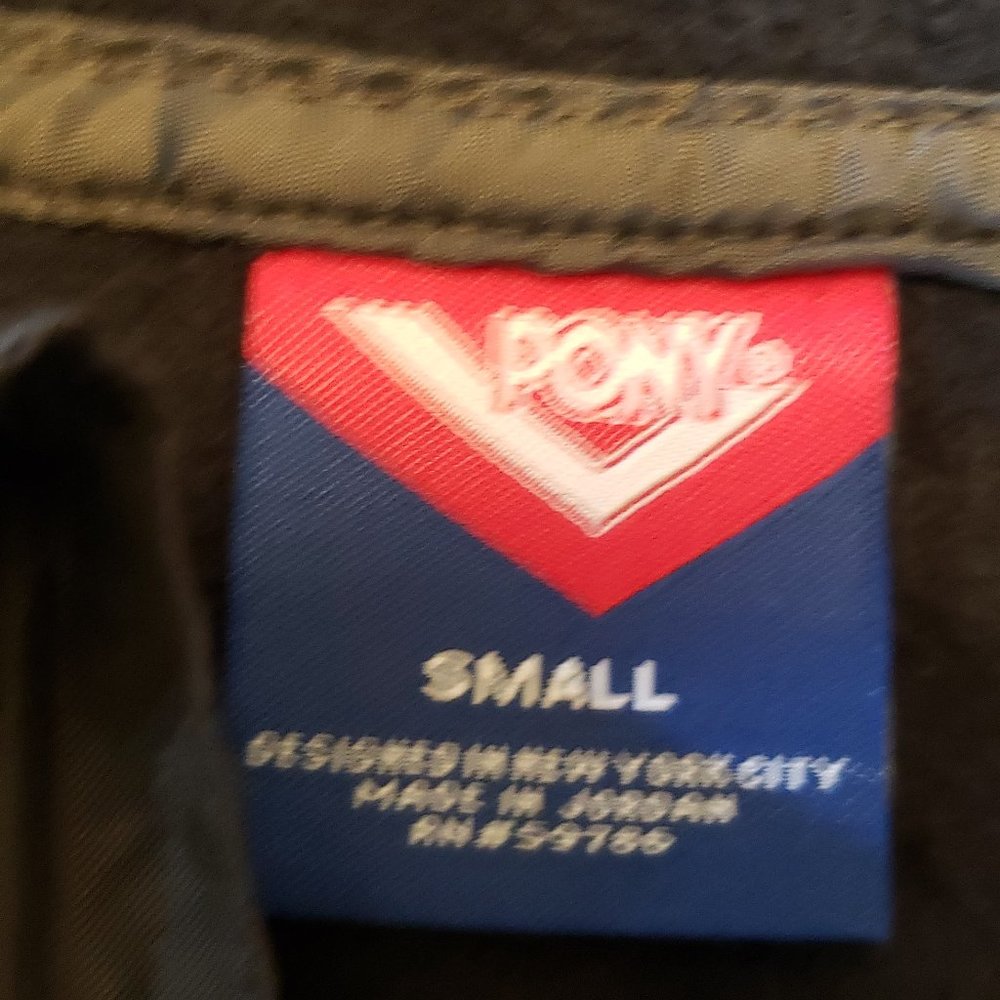 PONY®
SMALL
DESIGNED IN NEW YORK CITY
MADE IN JORDAN
RN#59786